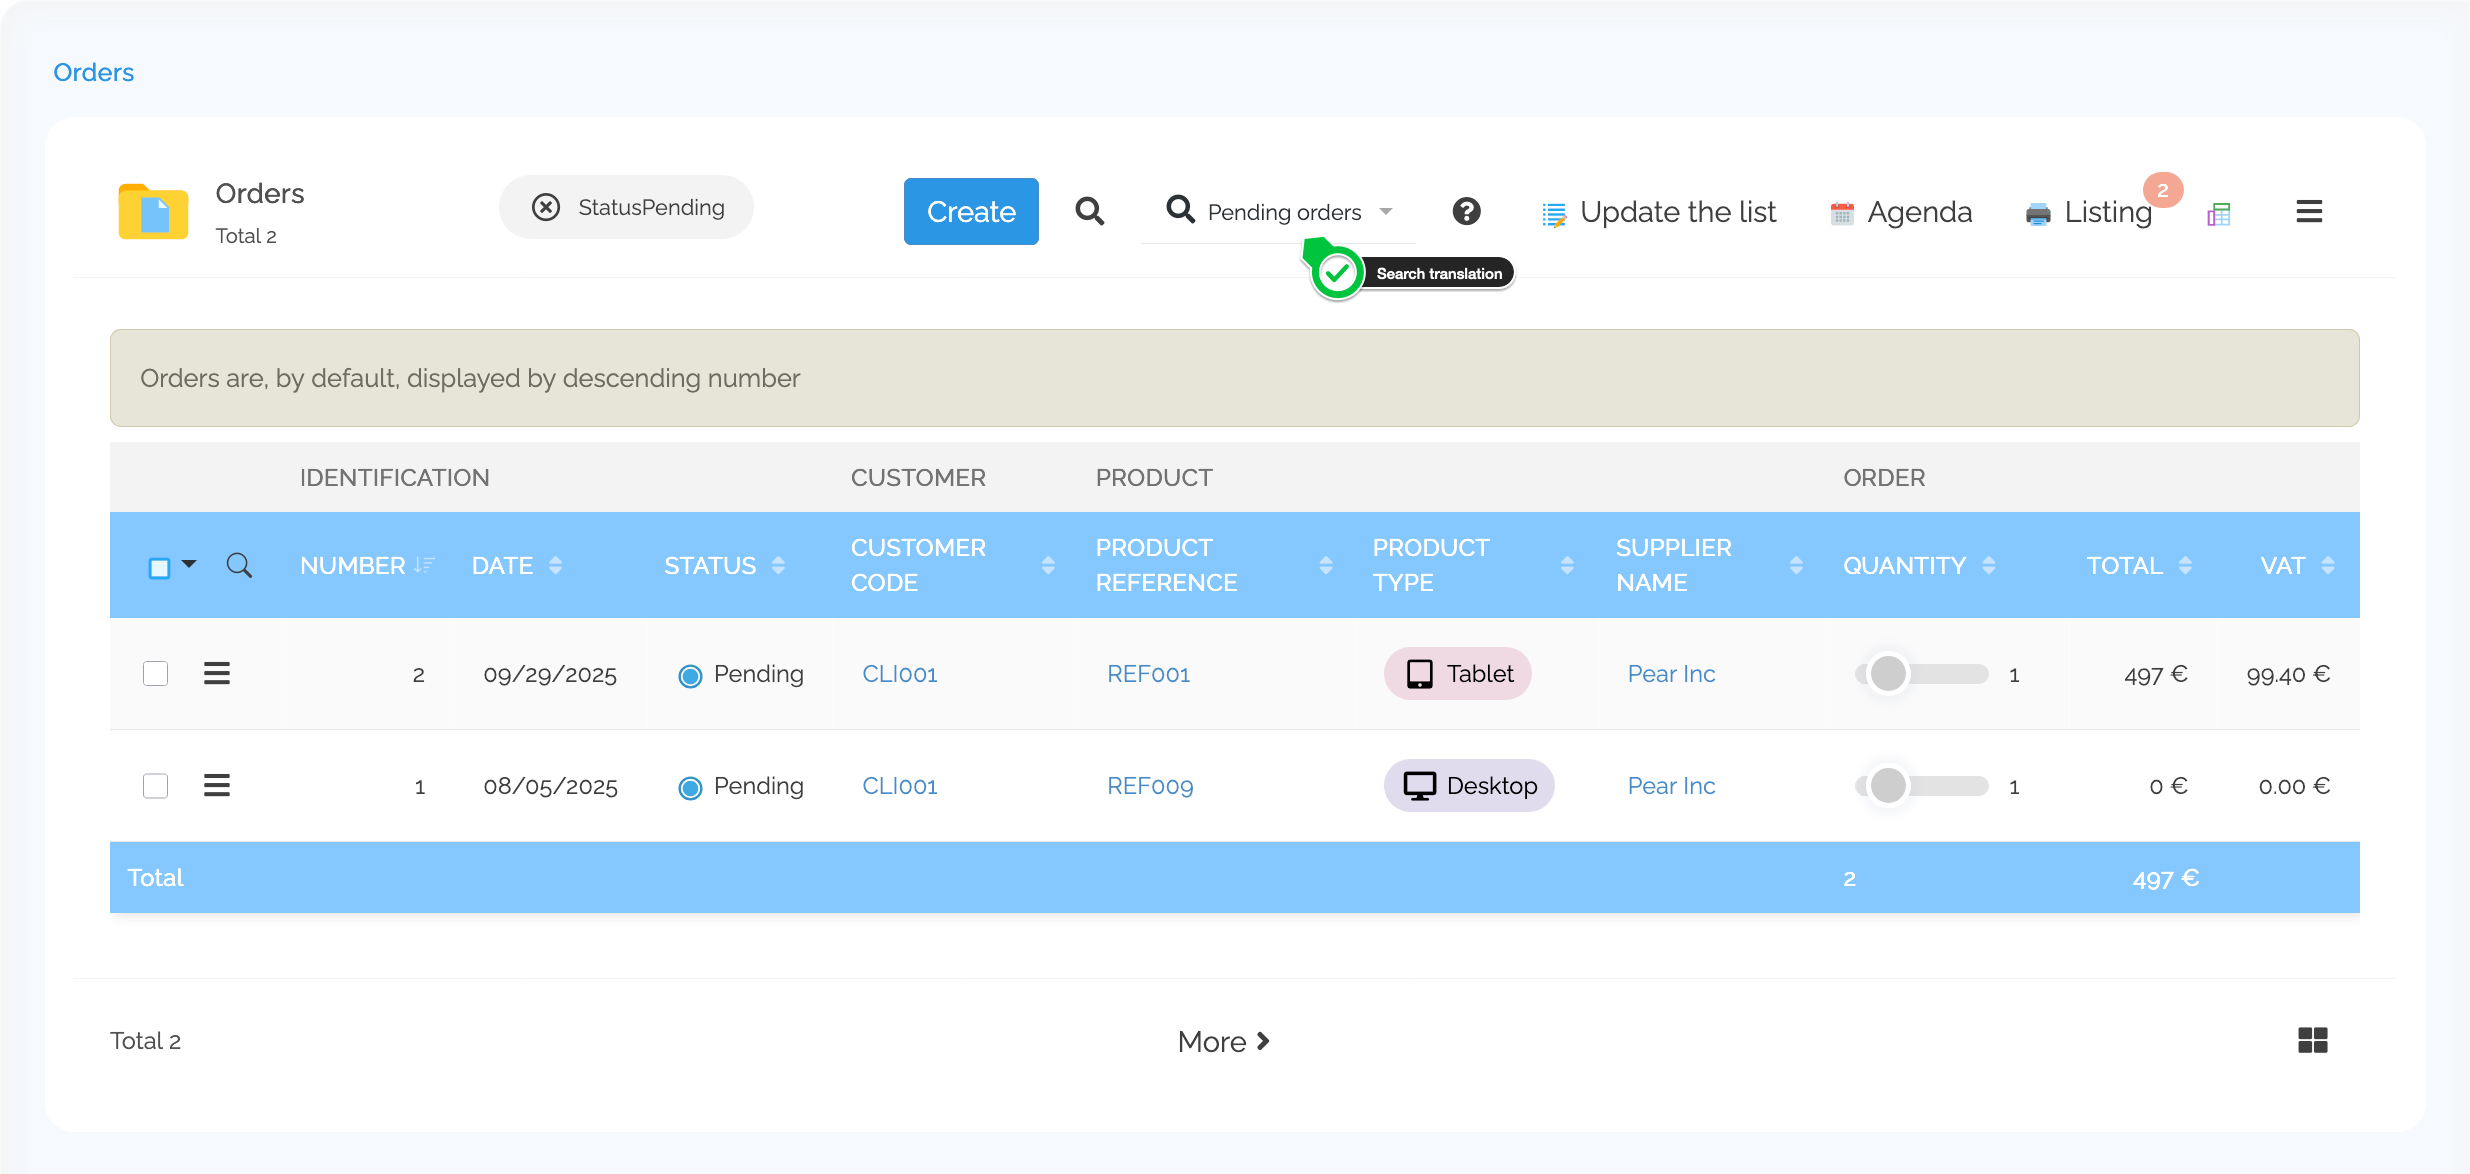 Orders
Orders
Total 2
StatusPending
Create
Pending orders
Update the list
Agenda
Listing
2
Search translation
Orders are, by default, displayed by descending number
IDENTIFICATION CUSTOMER PRODUCT ORDER
NUMBER DATE STATUS CUSTOMER CODE PRODUCT REFERENCE PRODUCT TYPE SUPPLIER NAME QUANTITY TOTAL VAT
2 09/29/2025 Pending CLI001 REF001 Tablet Pear Inc 1 497 € 99.40 €
1 08/05/2025 Pending CLI001 REF009 Desktop Pear Inc 1 0 € 0.00 €
Total 2 497 €
Total 2
More